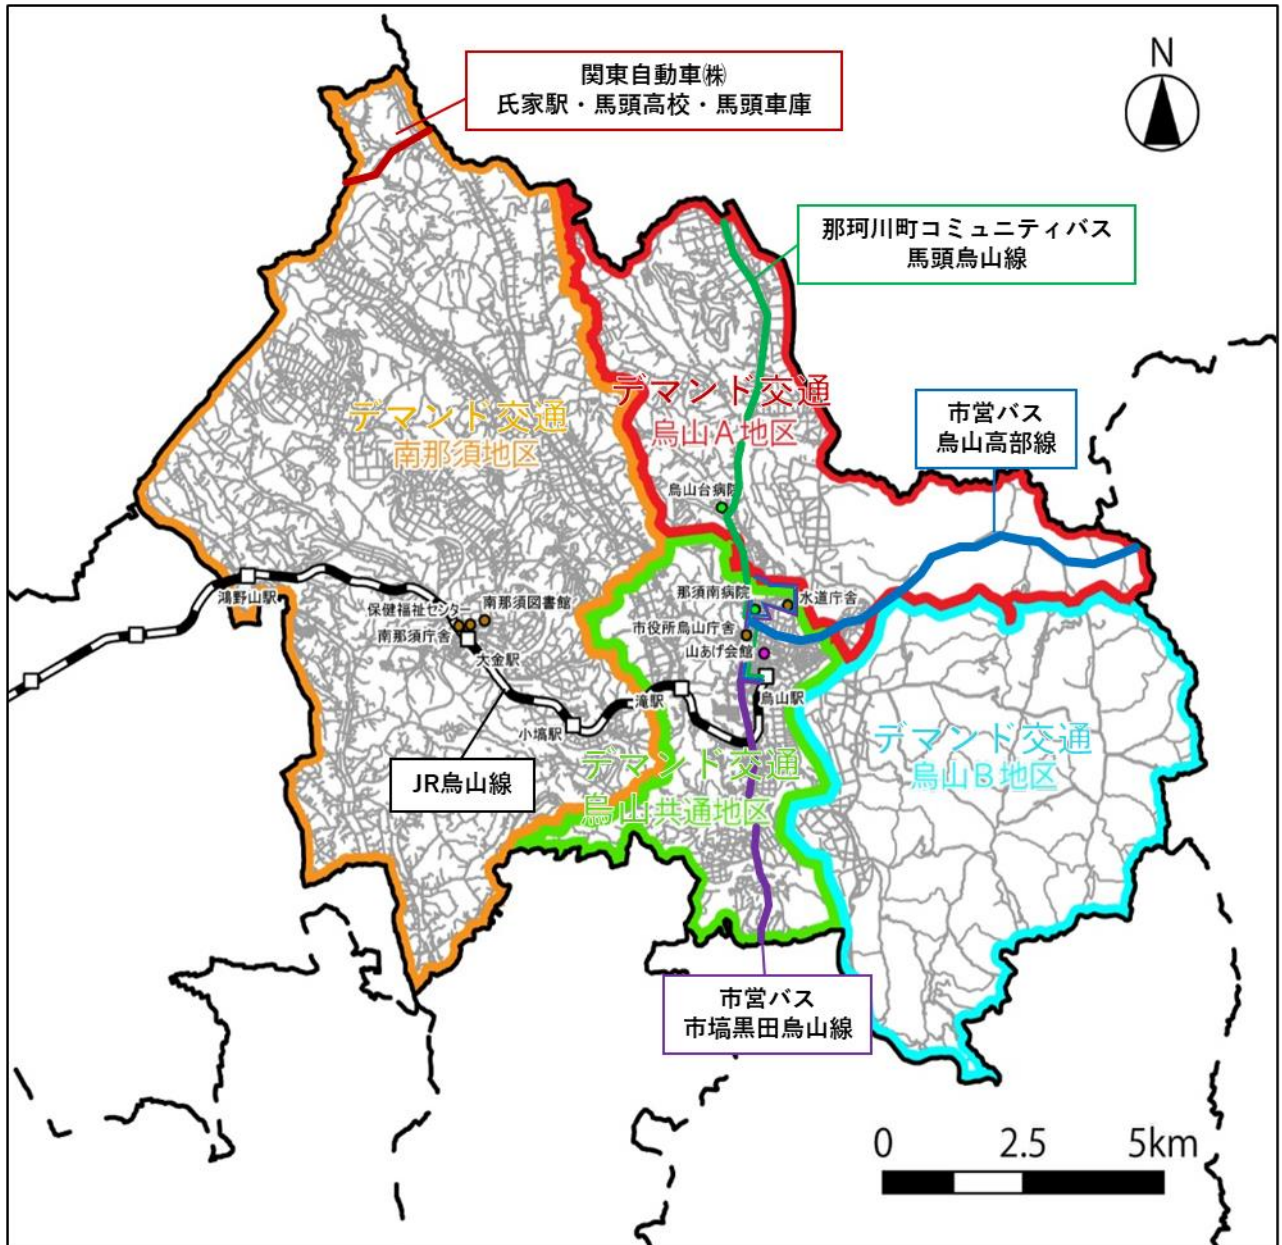 関東自動車㈱
氏家駅・馬頭高校・馬頭車庫
N
那珂川町コミュニティバス
馬頭烏山線
デマンド交通
烏山A地区
デマンド交通
南那須地区
市営バス
烏山高部線
烏山台病院
鴻野山駅
保健福祉センター
南那須図書館
南那須庁舎
大金駅
那須南病院
水道庁舎
市役所烏山庁舎
山あげ会館
滝駅
烏山駅
小塙駅
JR烏山線
デマンド交通
烏山共通地区
デマンド交通
烏山B地区
市営バス
市塙黒田烏山線
0 2.5 5km